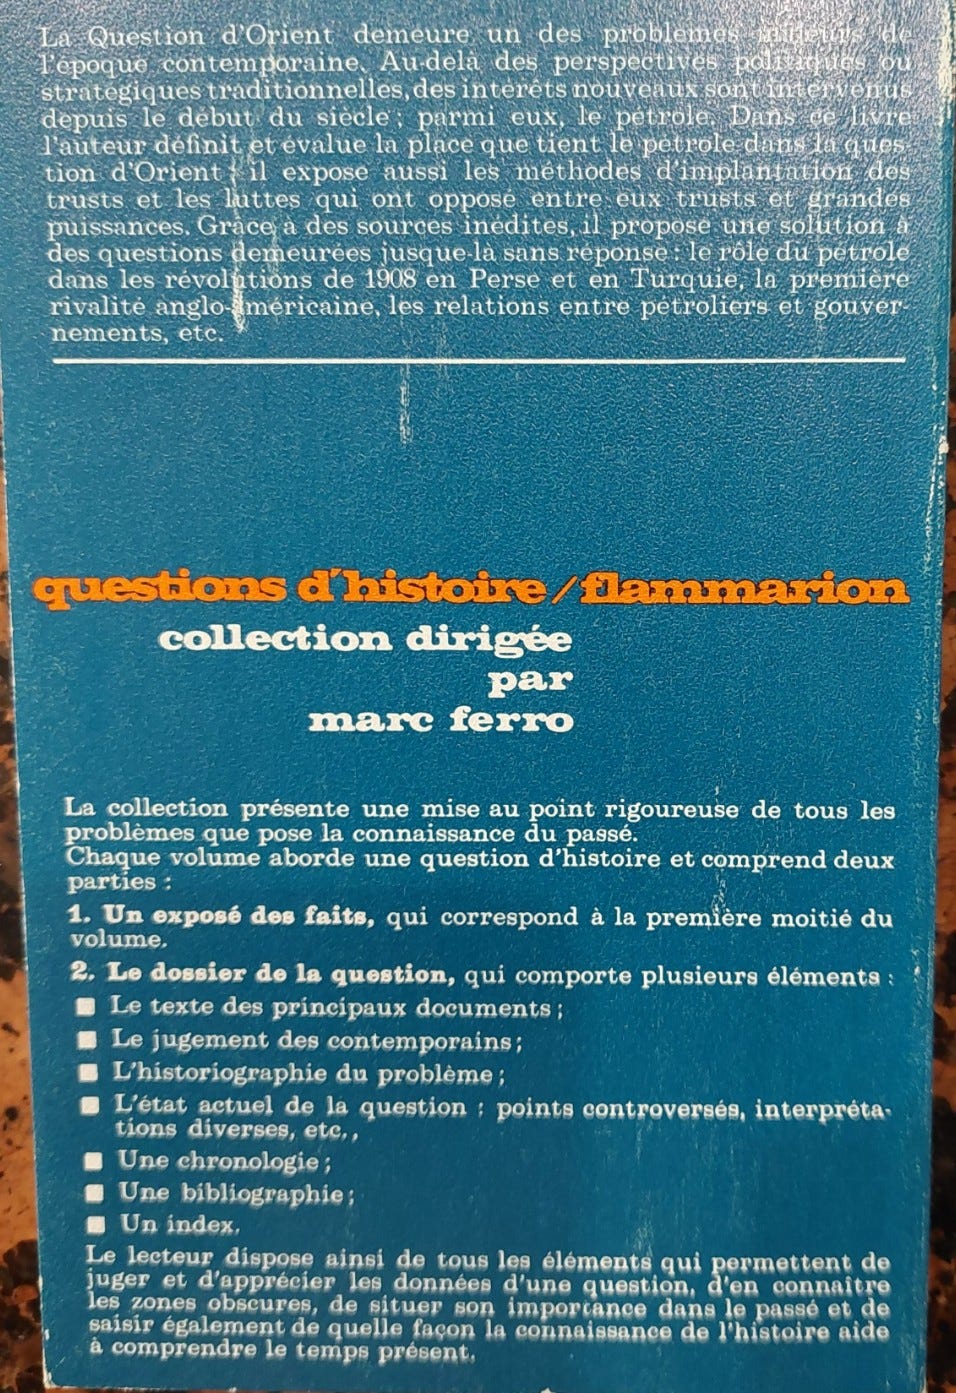 La Question d'Orient demeure un des problèmes majeurs de
l'époque contemporaine. Au-delà des perspectives politiques ou
stratégiques traditionnelles, des intérêts nouveaux sont intervenus
depuis le début du siècle ; parmi eux, le pétrole. Dans ce livre
l'auteur définit et évalue la place que tient le pétrole dans la ques-
tion d'Orient ; il expose aussi les méthodes d'implantation des
trusts et les luttes qui ont opposé entre eux trusts et grandes
puissances. Grâce à des sources inédites, il propose une solution à
des questions demeurées jusque-là sans réponse : le rôle du pétrole
dans les révolutions de 1908 en Perse et en Turquie, la première
rivalité anglo-américaine, les relations entre pétroliers et gouver-
nements, etc.
questions d'histoire / flammarion
collection dirigée
par
marc ferro
La collection présente une mise au point rigoureuse de tous les
problèmes que pose la connaissance du passé.
Chaque volume aborde une question d'histoire et comprend deux
parties :
1. Un exposé des faits, qui correspond à la première moitié du
volume.
2. Le dossier de la question, qui comporte plusieurs éléments :
■ Le texte des principaux documents ;
■ Le jugement des contemporains ;
■ L'historiographie du problème ;
■ L'état actuel de la question : points controversés, interpréta-
tions diverses, etc.,
■ Une chronologie ;
■ Une bibliographie ;
■ Un index.
Le lecteur dispose ainsi de tous les éléments qui permettent de
juger et d'apprécier les données d'une question, d'en connaître
les zones obscures, de situer son importance dans le passé et de
saisir également de quelle façon la connaissance de l'histoire aide
à comprendre le temps présent.